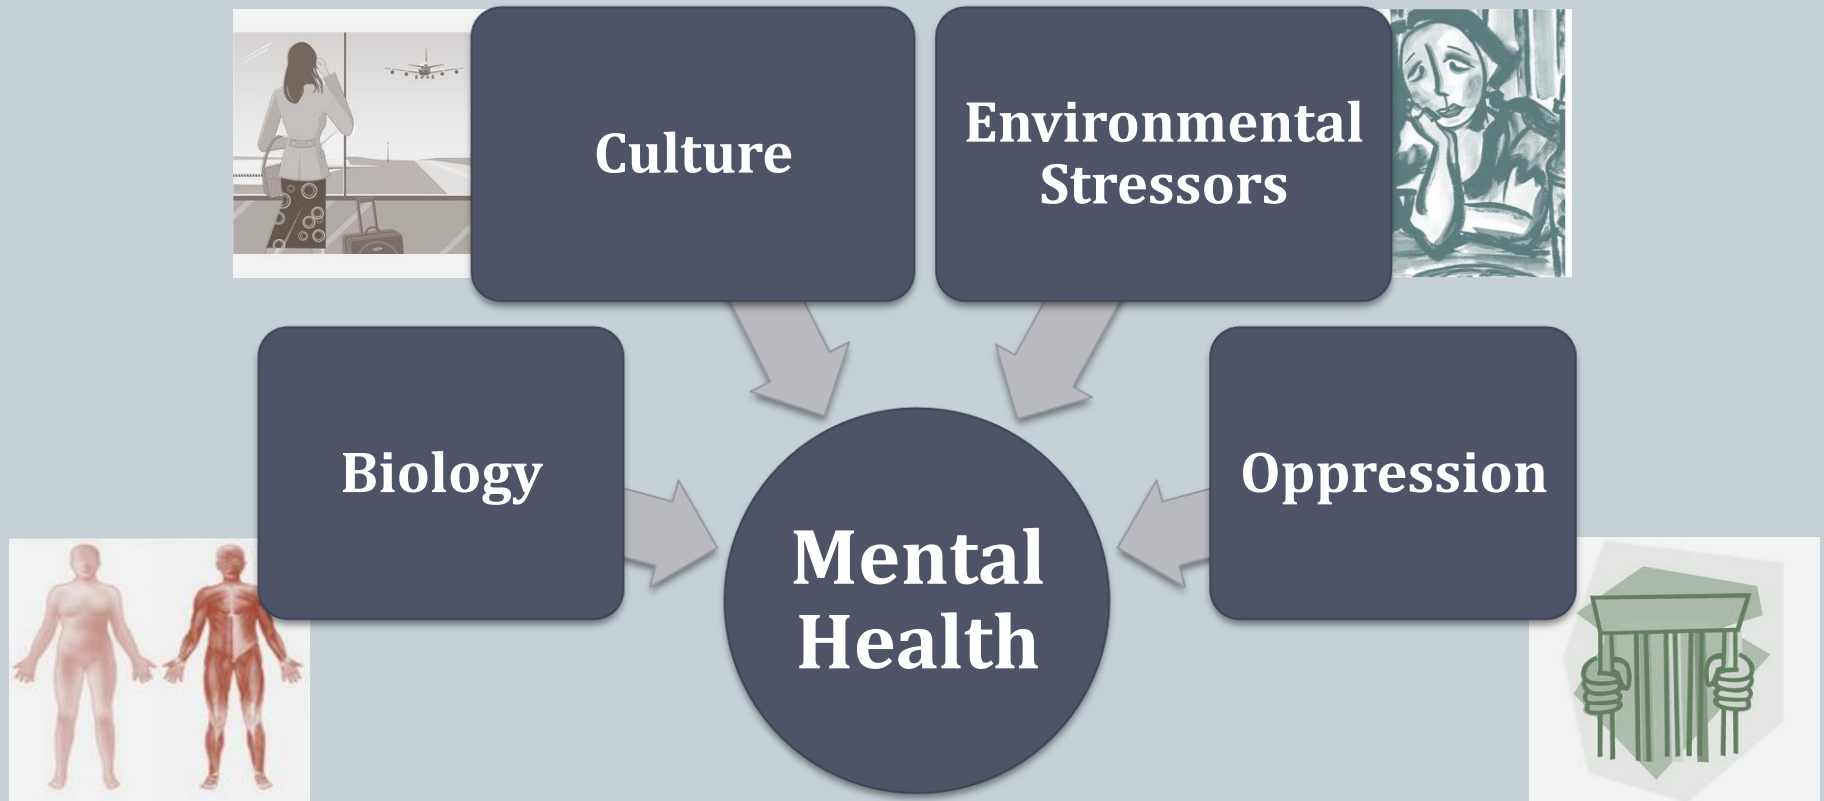 Culture
Environmental
Stressors
Biology
Oppression
Mental
Health